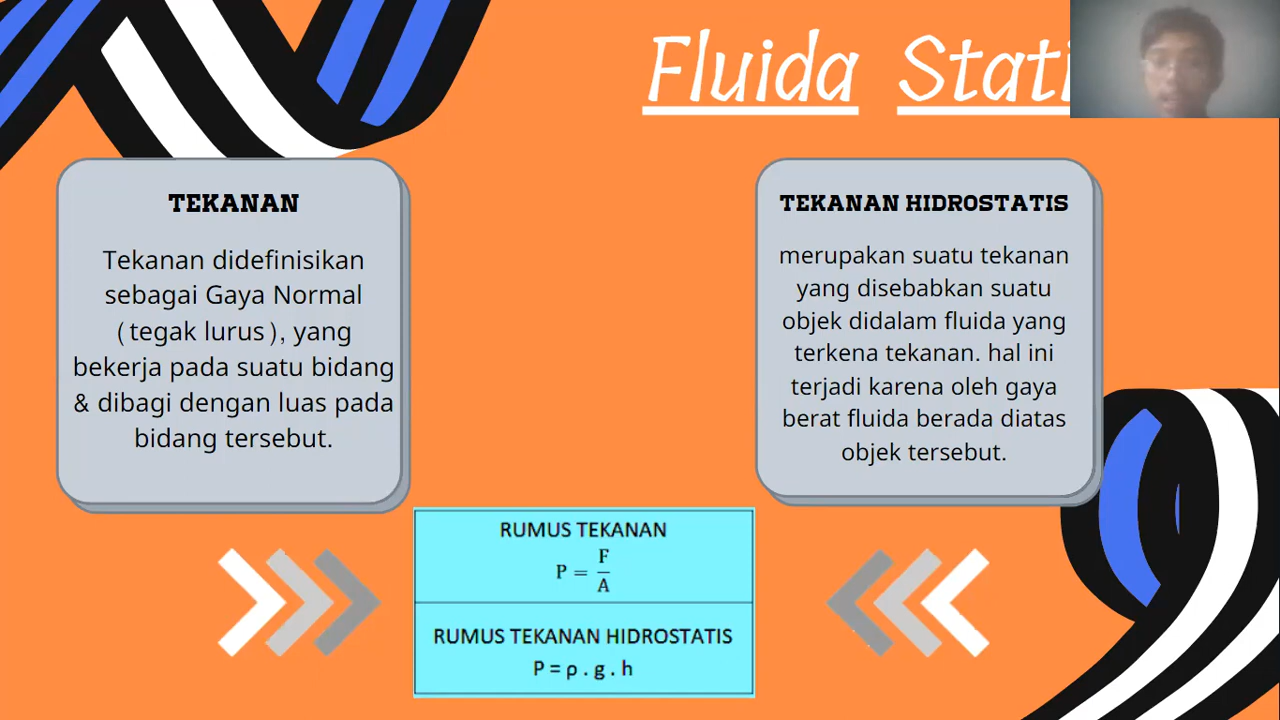 Fluida Stati
TEKANAN
Tekanan didefinisikan
sebagai Gaya Normal
(tegak lurus), yang
bekerja pada suatu bidang
& dibagi dengan luas pada
bidang tersebut.
TEKANAN HIDROSTATIS
merupakan suatu tekanan
yang disebabkan suatu
objek didalam fluida yang
terkena tekanan. hal ini
terjadi karena oleh gaya
berat fluida berada diatas
objek tersebut.
RUMUS TEKANAN
P = F/A
RUMUS TEKANAN HIDROSTATIS
P = ρ . g . h